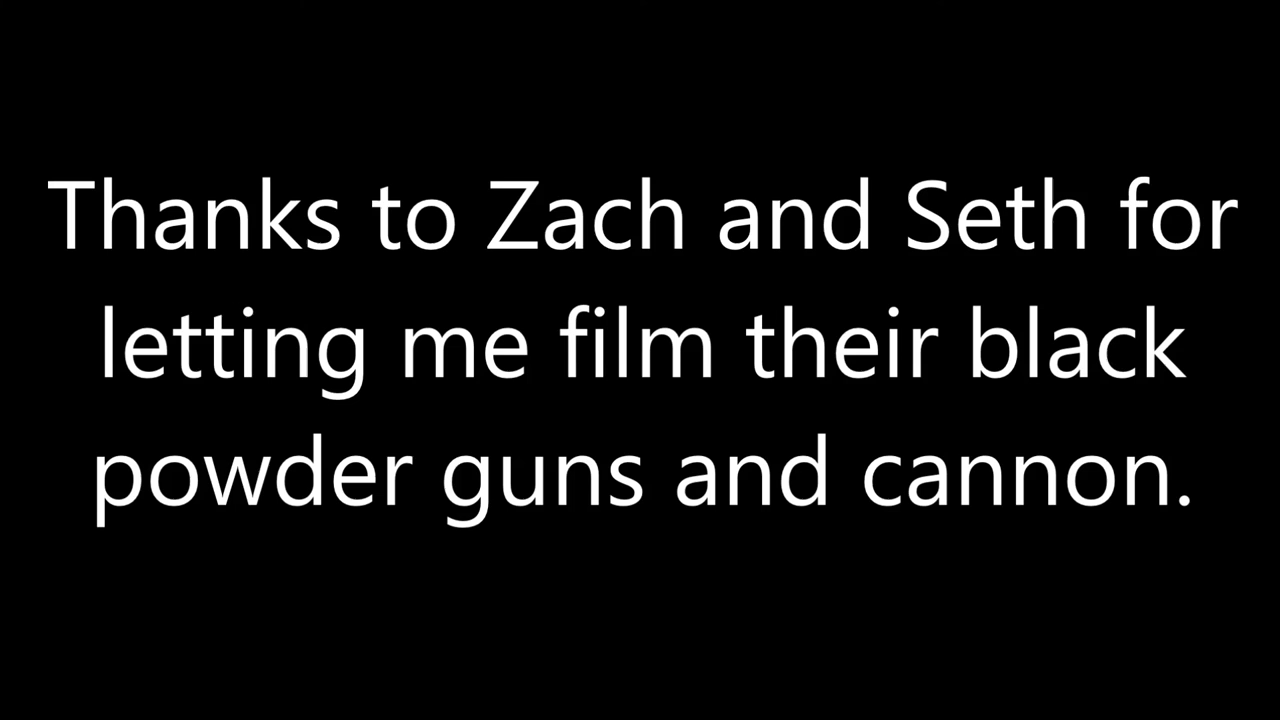 Thanks to Zach and Seth for
letting me film their black
powder guns and cannon.